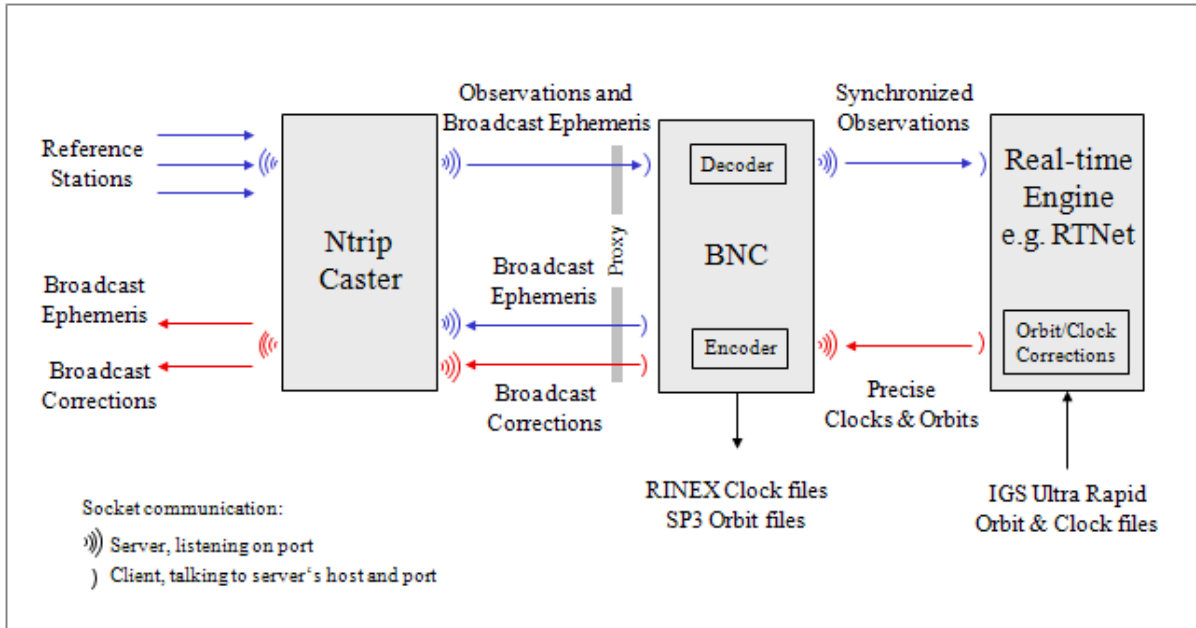 Observations and
Broadcast Ephemeris
Synchronized
Observations
Reference
Stations
Decoder
Real-time
Engine
e.g. RTNet
Ntrip
Caster
Proxy
BNC
Broadcast
Ephemeris
Broadcast
Ephemeris
Encoder
Orbit/Clock
Corrections
Broadcast
Corrections
Broadcast
Corrections
Precise
Clocks & Orbits
RINEX Clock files
SP3 Orbit files
IGS Ultra Rapid
Orbit & Clock files
Socket communication:
Server, listening on port
Client, talking to server‘s host and port